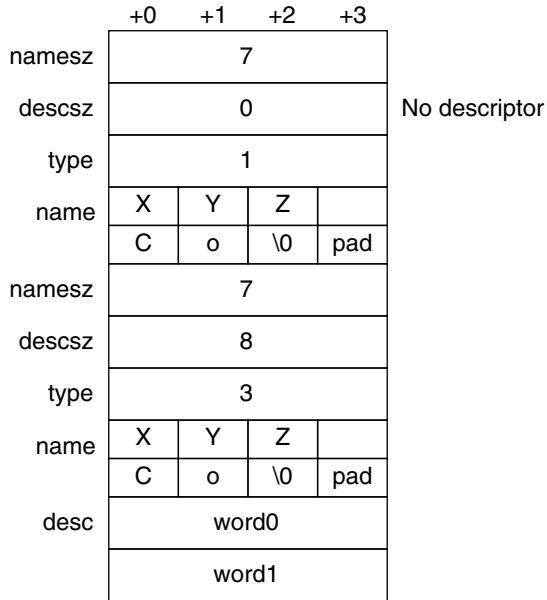 +0 +1 +2 +3
namesz 7
descsz 0 No descriptor
type 1
name X Y Z
C o \0 pad
namesz 7
descsz 8
type 3
name X Y Z
C o \0 pad
desc word0
word1